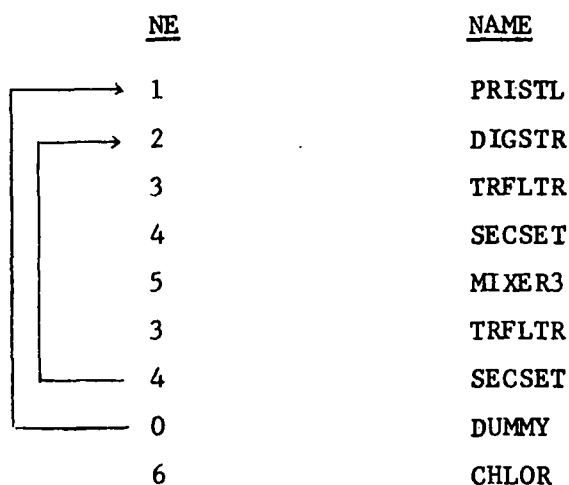 NE NAME
1 PRISTL
2 DIGSTR
3 TRFLTR
4 SECSET
5 MIXER3
3 TRFLTR
4 SECSET
0 DUMMY
6 CHLOR